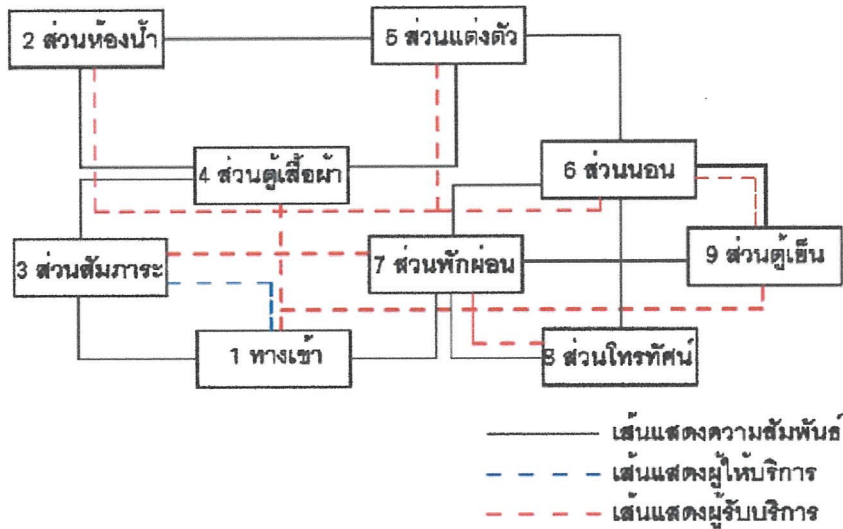 2 ส่วนห้องน้ำ
5 ส่วนแต่งตัว
4 ส่วนตู้เสื้อผ้า
6 ส่วนนอน
3 ส่วนสัมภาระ
7 ส่วนพักผ่อน
9 ส่วนตู้เย็น
1 ทางเข้า
8 ส่วนโทรทัศน์
เส้นแสดงความสัมพันธ์
เส้นแสดงผู้ให้บริการ
เส้นแสดงผู้รับบริการ